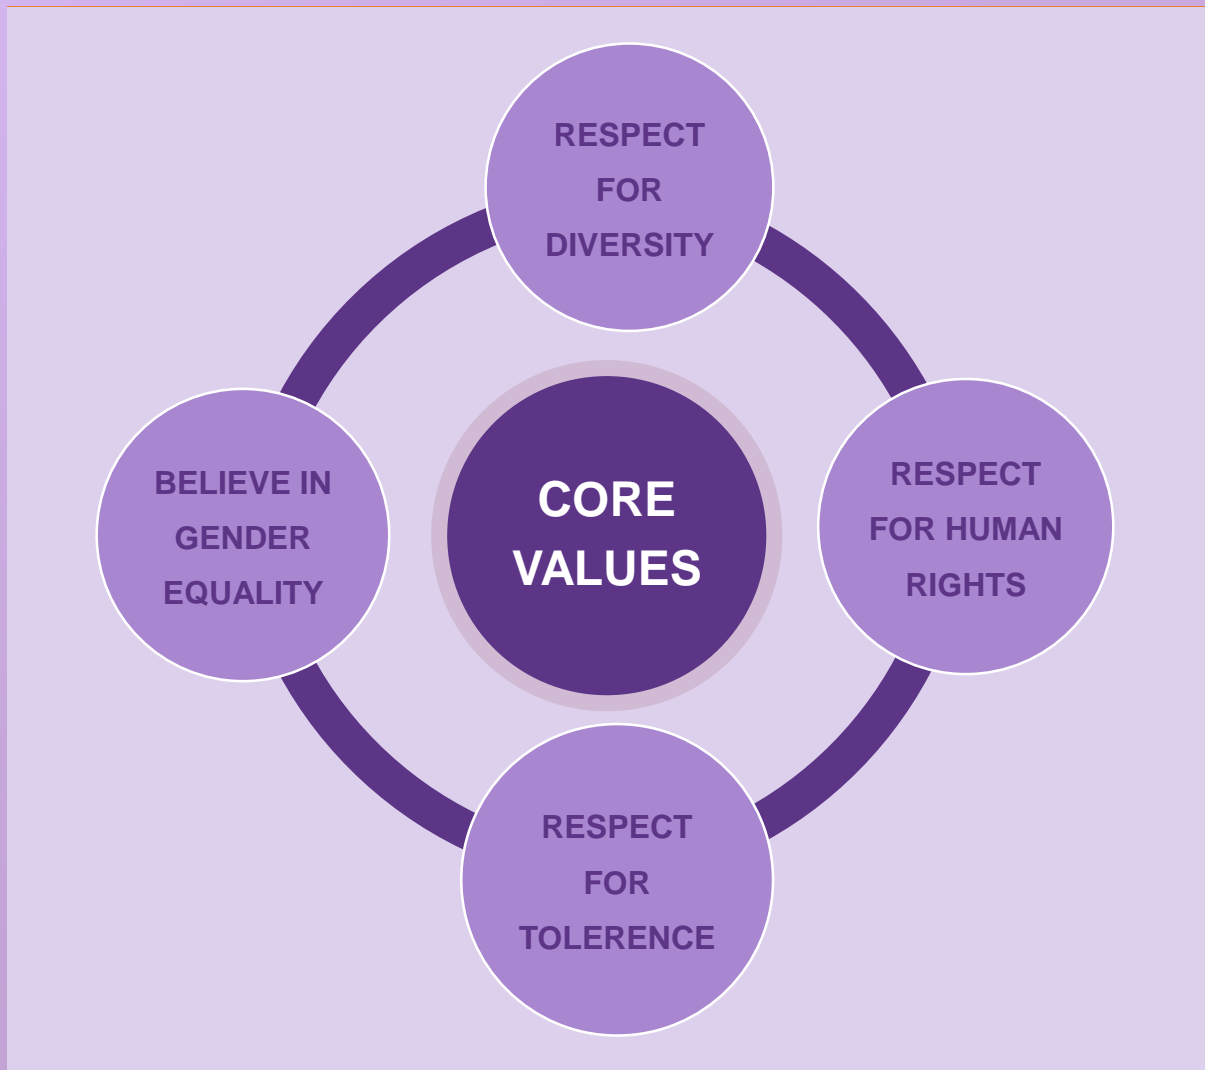 RESPECT
FOR
DIVERSITY
BELIEVE IN
GENDER
EQUALITY
CORE
VALUES
RESPECT
FOR HUMAN
RIGHTS
RESPECT
FOR
TOLERENCE